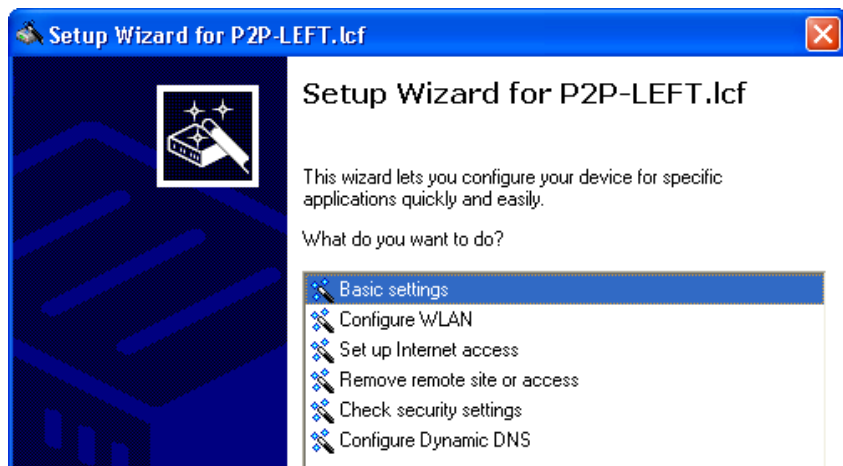 Setup Wizard for P2P-LEFT.lcf
Setup Wizard for P2P-LEFT.lcf
This wizard lets you configure your device for specific
applications quickly and easily.
What do you want to do?
Basic settings
Configure WLAN
Set up Internet access
Remove remote site or access
Check security settings
Configure Dynamic DNS